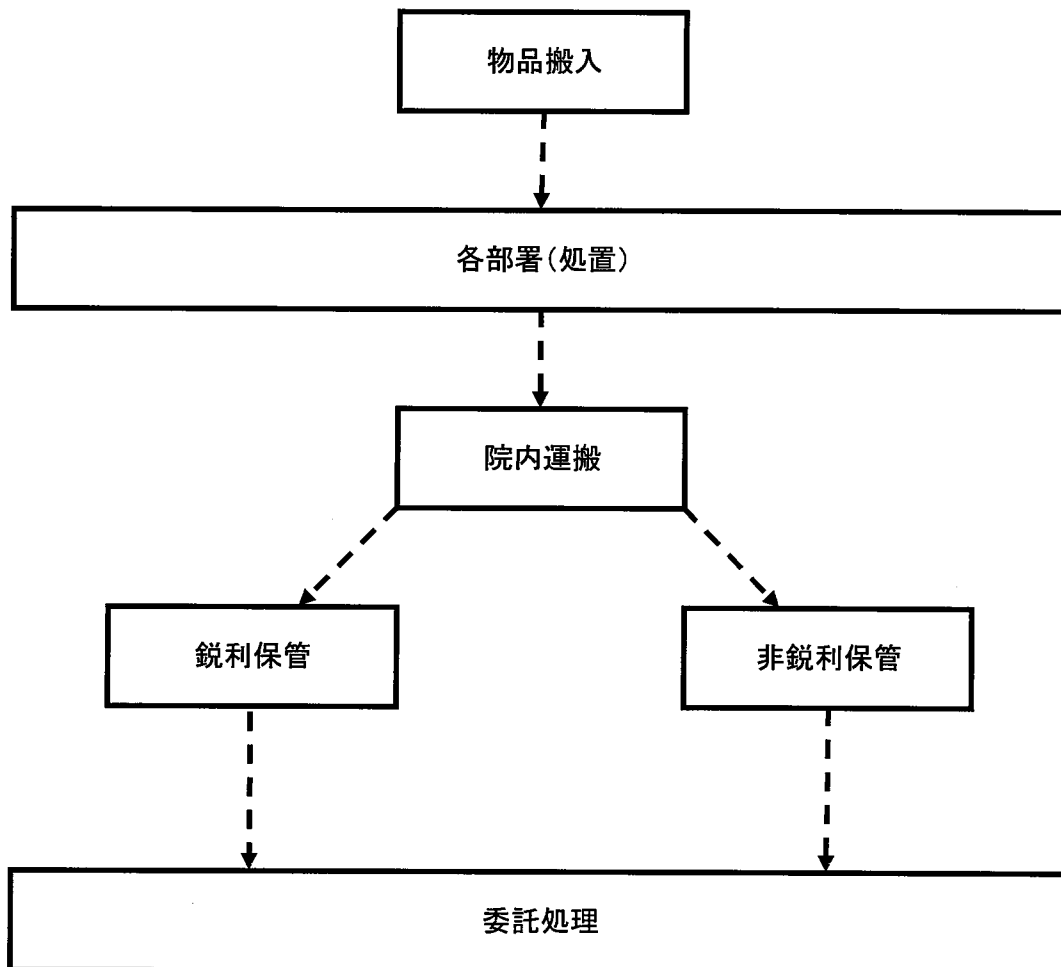 物品搬入
各部署(処置)
院内運搬
鋭利保管
非鋭利保管
委託処理